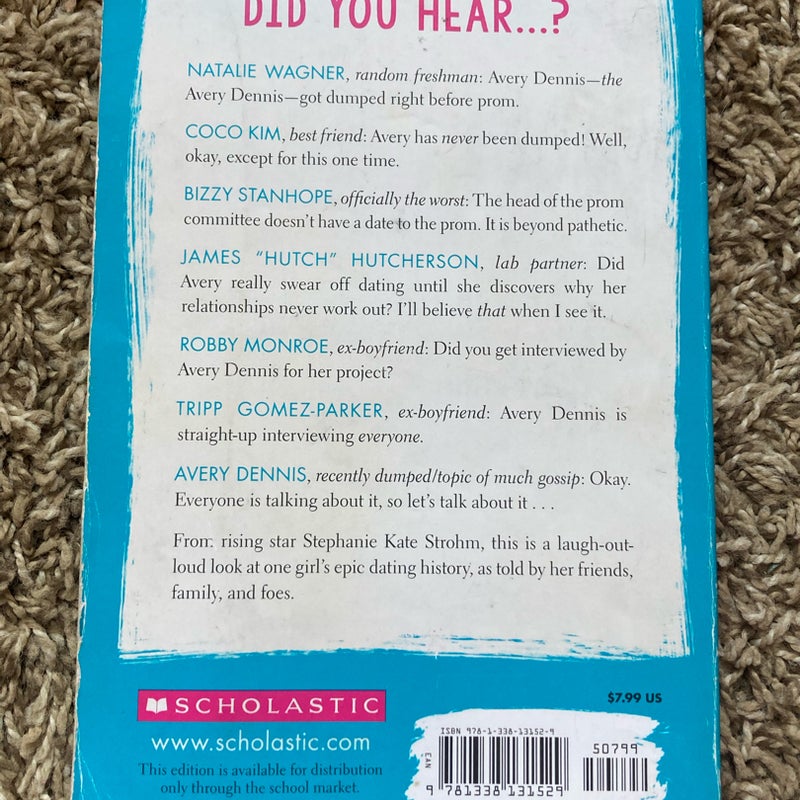 DID YOU HEAR...?
NATALIE WAGNER, random freshman: Avery Dennis—the
Avery Dennis—got dumped right before prom.
COCO KIM, best friend: Avery has never been dumped! Well,
okay, except for this one time.
BIZZY STANHOPE, officially the worst: The head of the prom
committee doesn't have a date to the prom. It is beyond pathetic.
JAMES "HUTCH" HUTCHERSON, lab partner: Did
Avery really swear off dating until she discovers why her
relationships never work out? I'll believe that when I see it.
ROBBY MONROE, ex-boyfriend: Did you get interviewed by
Avery Dennis for her project?
TRIPP GOMEZ-PARKER, ex-boyfriend: Avery Dennis is
straight-up interviewing everyone.
AVERY DENNIS, recently dumped/topic of much gossip: Okay.
Everyone is talking about it, so let's talk about it . . .
From rising star Stephanie Kate Strohm, this is a laugh-out-
loud look at one girl's epic dating history, as told by her friends,
family, and foes.
SCHOLASTIC
www.scholastic.com
This edition is available for distribution
only through the school market.
$7.99 US
ISBN 978-1-338-13152-9
50799
EAN
9 781338 131529